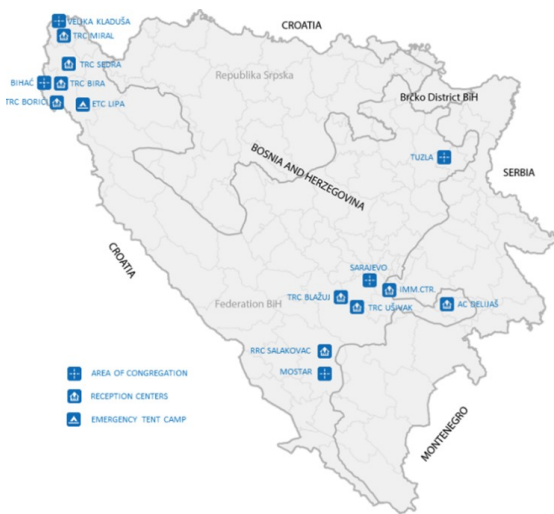 CROATIA
VELIKA KLADUŠA
TRC MIRAL
TRC SEDRA
Republika Srpska
BIHAĆ
TRC BIRA
TRC BORICI
ETC LIPA
Brčko District BiH
TUZLA
BOSNIA AND HERZEGOVINA
SERBIA
CROATIA
SARAJEVO
IMM.CTR.
TRC BLAŽUJ
Federation BiH
TRC UŠIVAK
AC DELIJAŠ
RRC SALAKOVAC
MOSTAR
AREA OF CONGREGATION
RECEPTION CENTERS
EMERGENCY TENT CAMP
MONTENEGRO